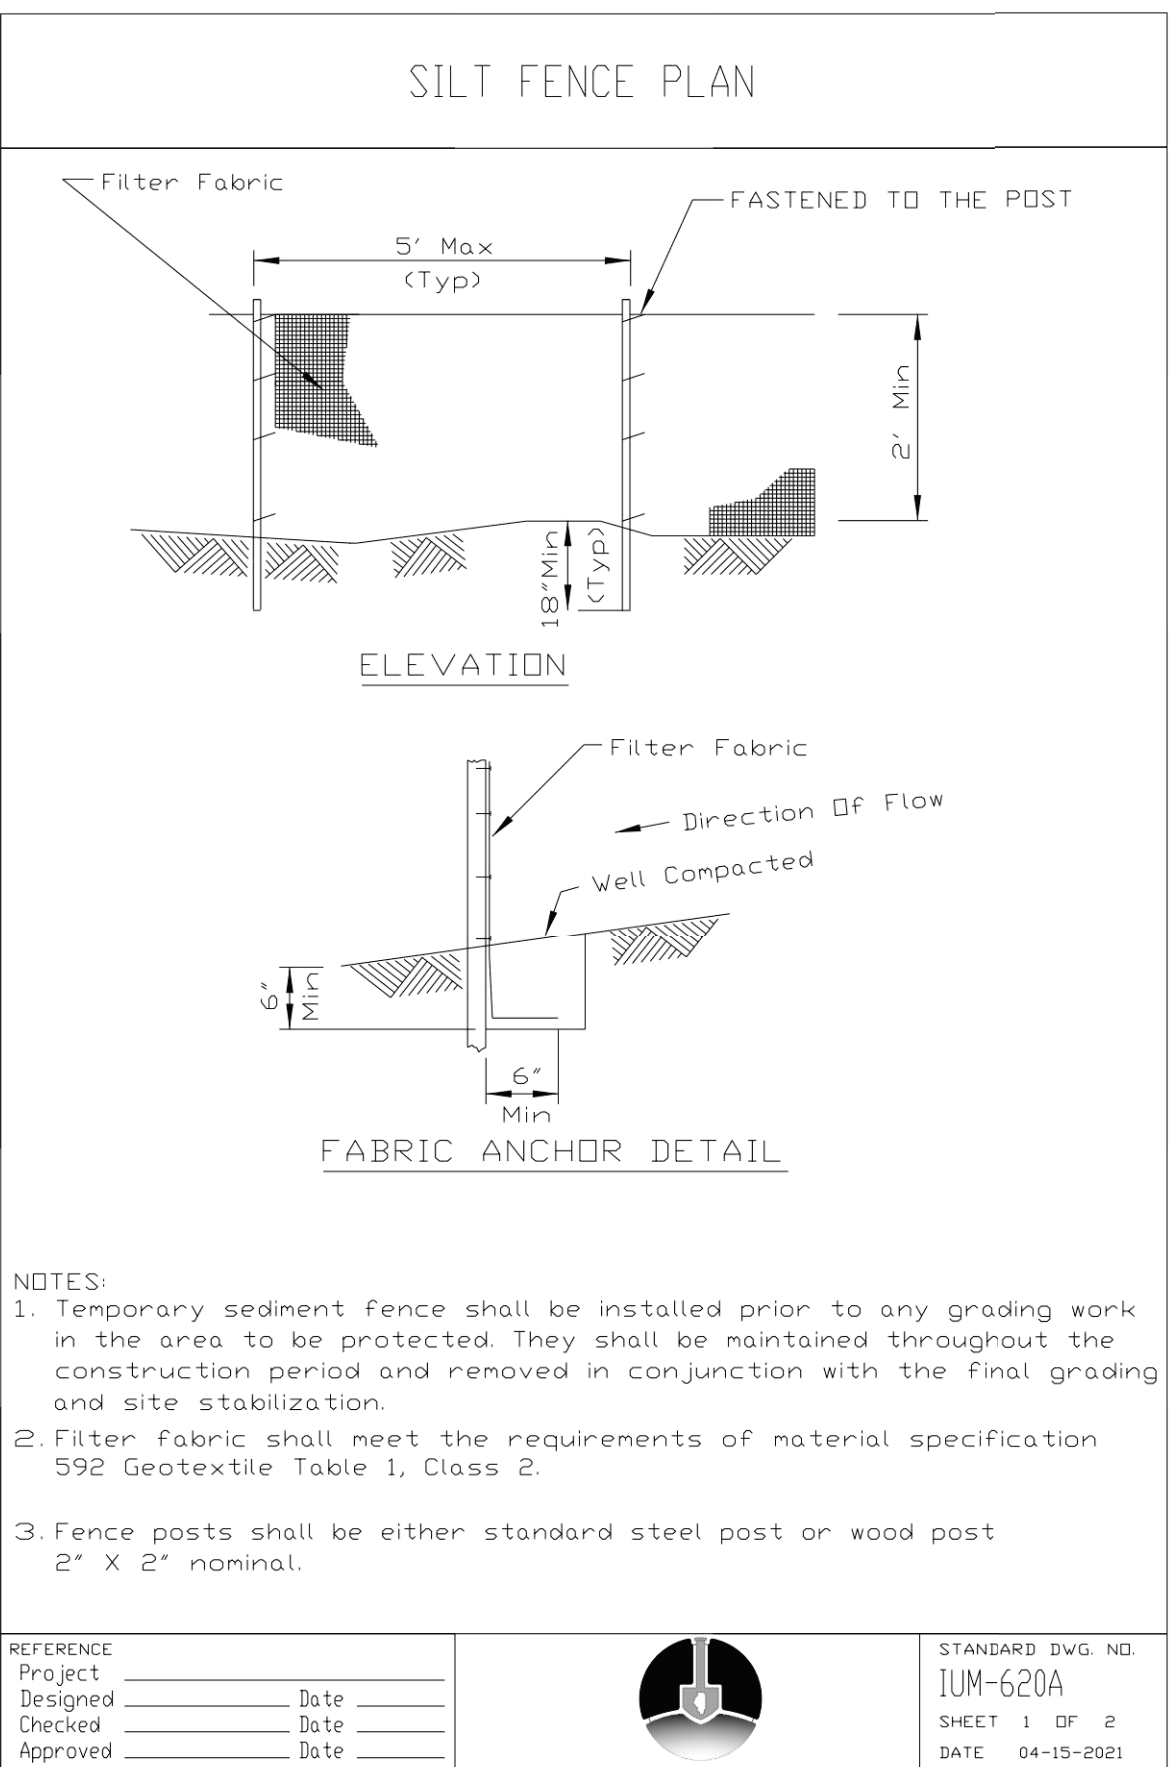 SILT FENCE PLAN
Filter Fabric
FASTENED TO THE POST
5' Max
(Typ)
2' Min
18"Min
(Typ)
ELEVATION
Filter Fabric
Direction Of Flow
Well Compacted
6"
Min
6"
Min
FABRIC ANCHOR DETAIL
NOTES:
1. Temporary sediment fence shall be installed prior to any grading work
in the area to be protected. They shall be maintained throughout the
construction period and removed in conjunction with the final grading
and site stabilization.
2. Filter fabric shall meet the requirements of material specification
592 Geotextile Table 1, Class 2.
3. Fence posts shall be either standard steel post or wood post
2" X 2" nominal.
REFERENCE
Project
Designed Date
Checked Date
Approved Date
STANDARD DWG. NO.
IUM-620A
SHEET 1 OF 2
DATE 04-15-2021